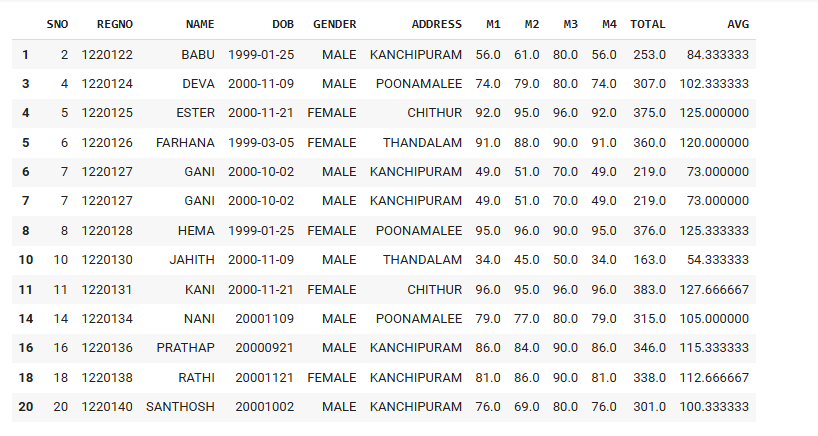 SNO REGNO NAME DOB GENDER ADDRESS M1 M2 M3 M4 TOTAL AVG
1 2 1220122 BABU 1999-01-25 MALE KANCHIPURAM 56.0 61.0 80.0 56.0 253.0 84.333333
3 4 1220124 DEVA 2000-11-09 MALE POONAMALEE 74.0 79.0 80.0 74.0 307.0 102.333333
4 5 1220125 ESTER 2000-11-21 FEMALE CHITHUR 92.0 95.0 96.0 92.0 375.0 125.000000
5 6 1220126 FARHANA 1999-03-05 FEMALE THANDALAM 91.0 88.0 90.0 91.0 360.0 120.000000
6 7 1220127 GANI 2000-10-02 MALE KANCHIPURAM 49.0 51.0 70.0 49.0 219.0 73.000000
7 7 1220127 GANI 2000-10-02 MALE KANCHIPURAM 49.0 51.0 70.0 49.0 219.0 73.000000
8 8 1220128 HEMA 1999-01-25 FEMALE POONAMALEE 95.0 96.0 90.0 95.0 376.0 125.333333
10 10 1220130 JAHITH 2000-11-09 MALE THANDALAM 34.0 45.0 50.0 34.0 163.0 54.333333
11 11 1220131 KANI 2000-11-21 FEMALE CHITHUR 96.0 95.0 96.0 96.0 383.0 127.666667
14 14 1220134 NANI 20001109 MALE POONAMALEE 79.0 77.0 80.0 79.0 315.0 105.000000
16 16 1220136 PRATHAP 20000921 MALE KANCHIPURAM 86.0 84.0 90.0 86.0 346.0 115.333333
18 18 1220138 RATHI 20001121 FEMALE KANCHIPURAM 81.0 86.0 90.0 81.0 338.0 112.666667
20 20 1220140 SANTHOSH 20001002 MALE KANCHIPURAM 76.0 69.0 80.0 76.0 301.0 100.333333